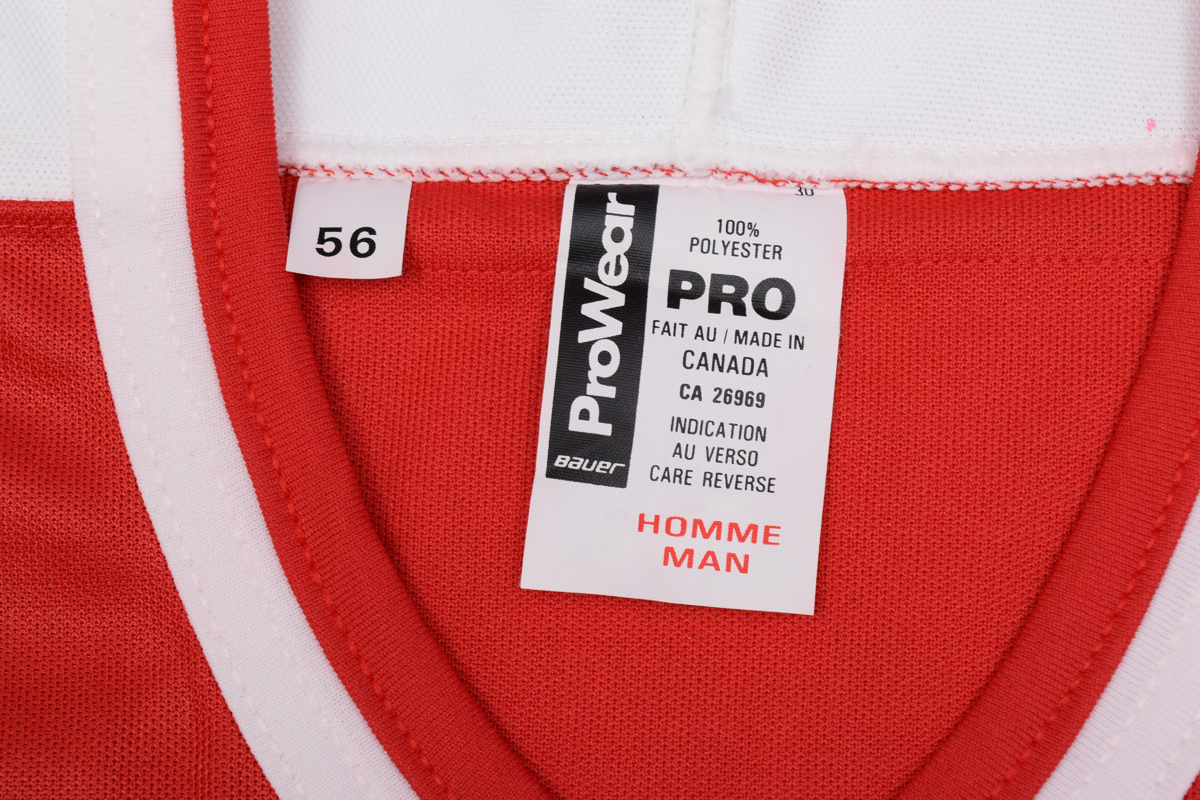 56
30
ProWear
BAUER
100%
POLYESTER
PRO
FAIT AU / MADE IN
CANADA
CA 26969
INDICATION
AU VERSO
CARE REVERSE
HOMME
MAN